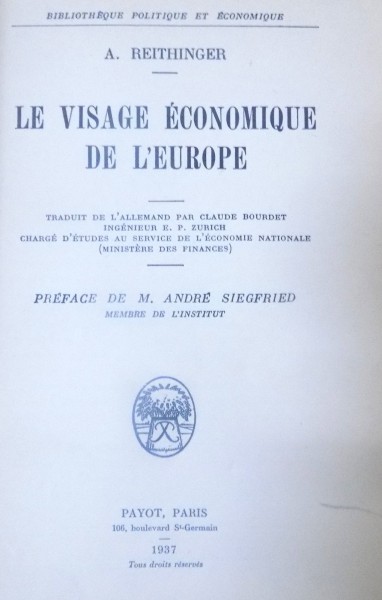 BIBLIOTHÈQUE POLITIQUE ET ÉCONOMIQUE
A. REITHINGER
LE VISAGE ÉCONOMIQUE
DE L'EUROPE
TRADUIT DE L'ALLEMAND PAR CLAUDE BOURDET
INGÉNIEUR E. P. ZURICH
CHARGÉ D'ÉTUDES AU SERVICE DE L'ÉCONOMIE NATIONALE
(MINISTÈRE DES FINANCES)
PRÉFACE DE M. ANDRÉ SIEGFRIED
MEMBRE DE L'INSTITUT
PAYOT, PARIS
106, boulevard St-Germain
1937
Tous droits réservés